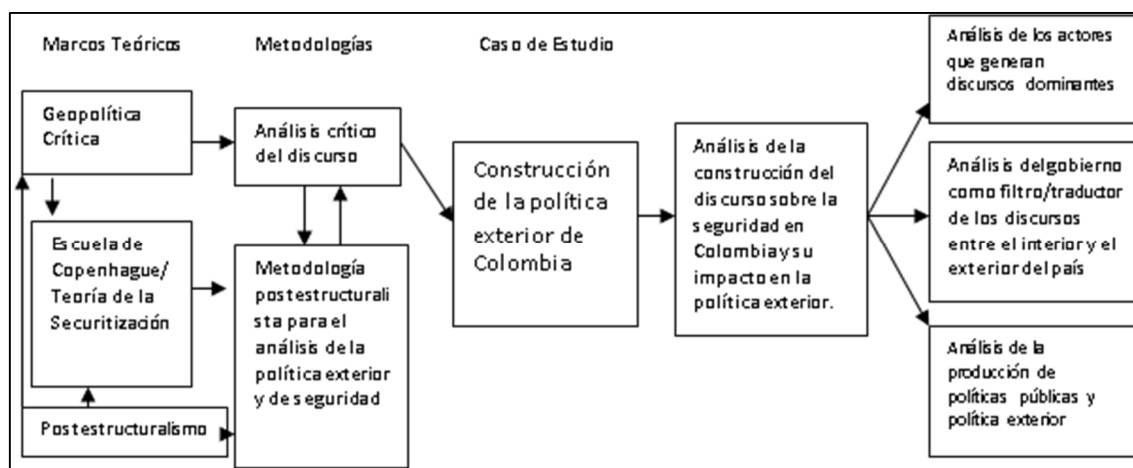 Marcos Teóricos
Metodologías
Caso de Estudio
Geopolítica
Crítica
Escuela de
Copenhague/
Teoría de la
Securitización
Postestructuralismo
Análisis crítico
del discurso
Metodología
postestructurali
sta para el
análisis de la
política exterior
y de seguridad
Construcción
de la política
exterior de
Colombia
Análisis de la
construcción del
discurso sobre la
seguridad en
Colombia y su
impacto en la
política exterior.
Análisis de los actores
que generan
discursos dominantes
Análisis del gobierno
como filtro/traductor
de los discursos
entre el interior y el
exterior del país
Análisis de la
producción de
políticas públicas y
política exterior